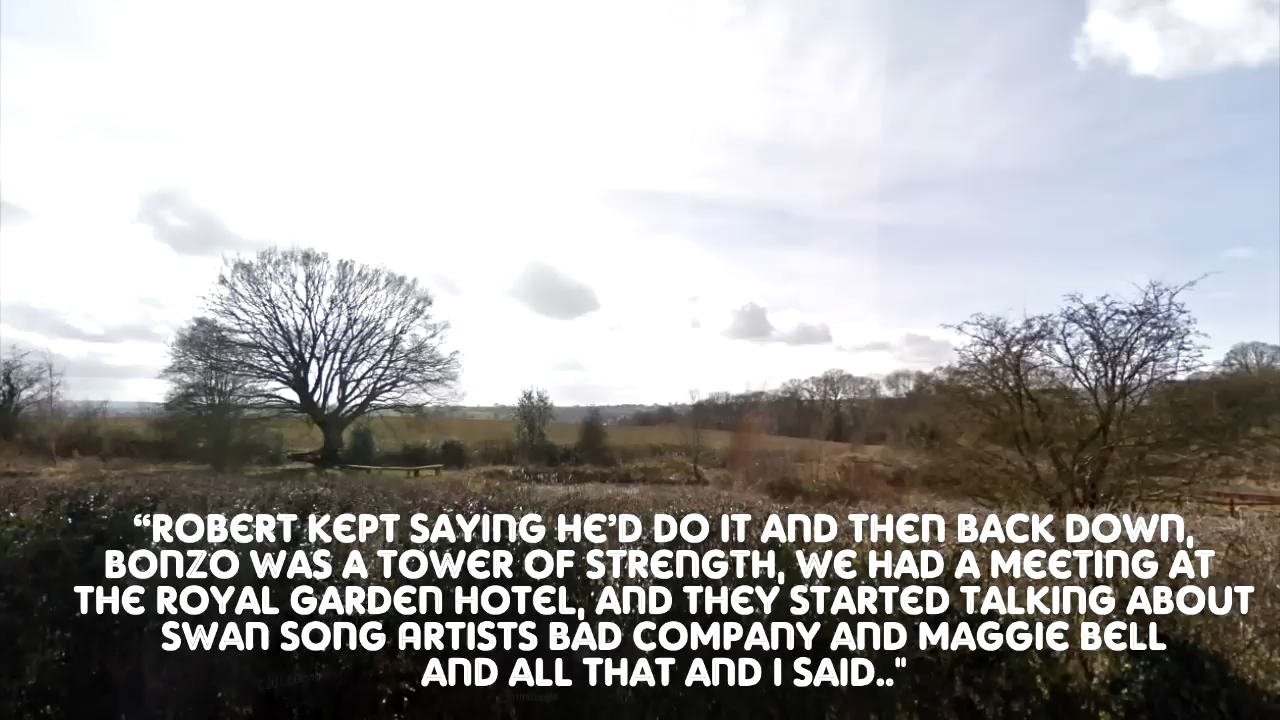 “ROBERT KEPT SAYING HE’D DO IT AND THEN BACK DOWN,
BONZO WAS A TOWER OF STRENGTH, WE HAD A MEETING AT
THE ROYAL GARDEN HOTEL, AND THEY STARTED TALKING ABOUT
SWAN SONG ARTISTS BAD COMPANY AND MAGGIE BELL
AND ALL THAT AND I SAID.."